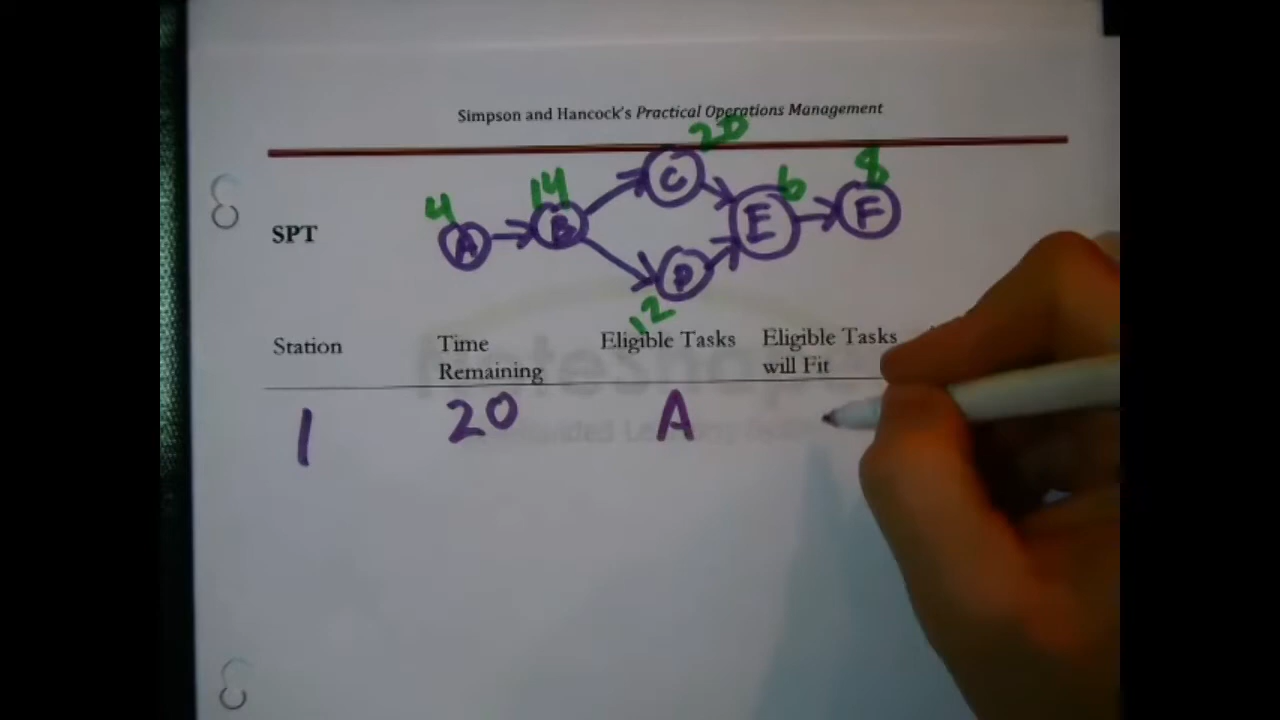 Simpson and Hancock's Practical Operations Management
20
4 14 6 8
A B C D E F
SPT
12
Station Time Remaining Eligible Tasks Eligible Tasks will Fit
1 20 A